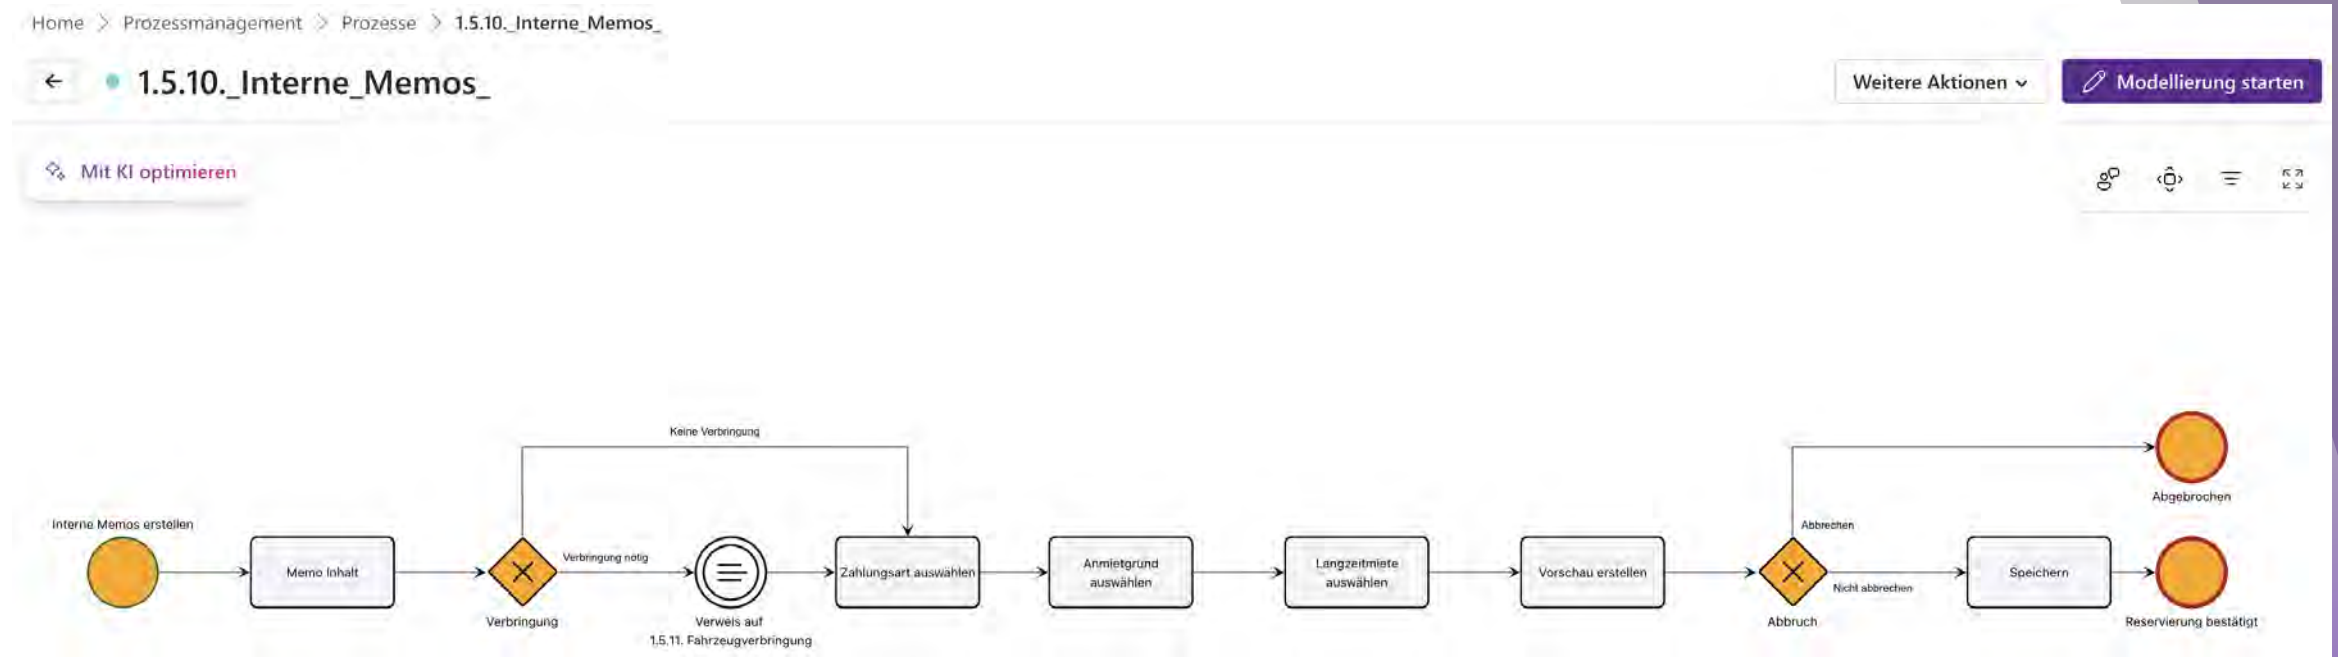 Home > Prozessmanagement > Prozesse > 1.5.10._Interne_Memos_
1.5.10._Interne_Memos_
Weitere Aktionen
Modellierung starten
Mit KI optimieren
Keine Verbringung
Abgebrochen
Interne Memos erstellen
Abbrechen
Memo Inhalt
Verbringung nötig
Zahlungsart auswählen
Anmietgrund
auswählen
Langzeitmiete
auswählen
Vorschau erstellen
Nicht abbrechen
Speichern
Verbringung
Verweis auf
1.5.11. Fahrzeugverbringung
Abbruch
Reservierung bestätigt